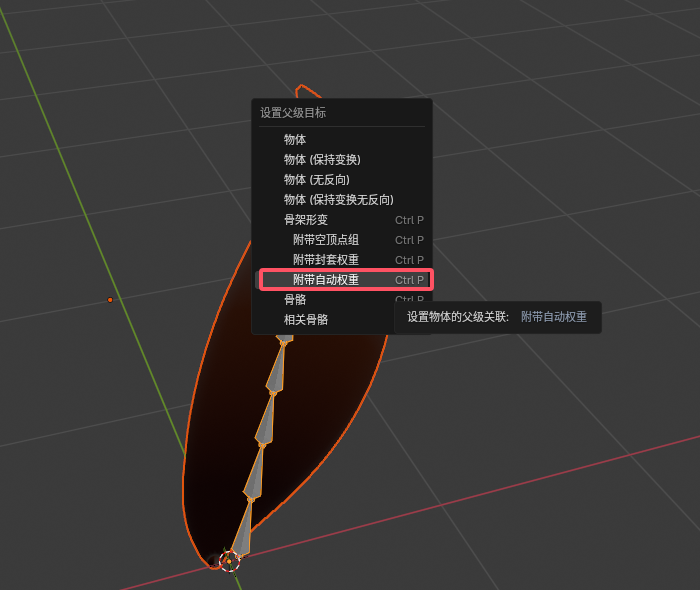 设置父级目标
物体
物体 (保持变换)
物体 (无反向)
物体 (保持变换无反向)
骨架形变 Ctrl P
附带空顶点组 Ctrl P
附带封套权重 Ctrl P
附带自动权重 Ctrl P
骨骼 Ctrl P
相关骨骼
设置物体的父级关联: 附带自动权重